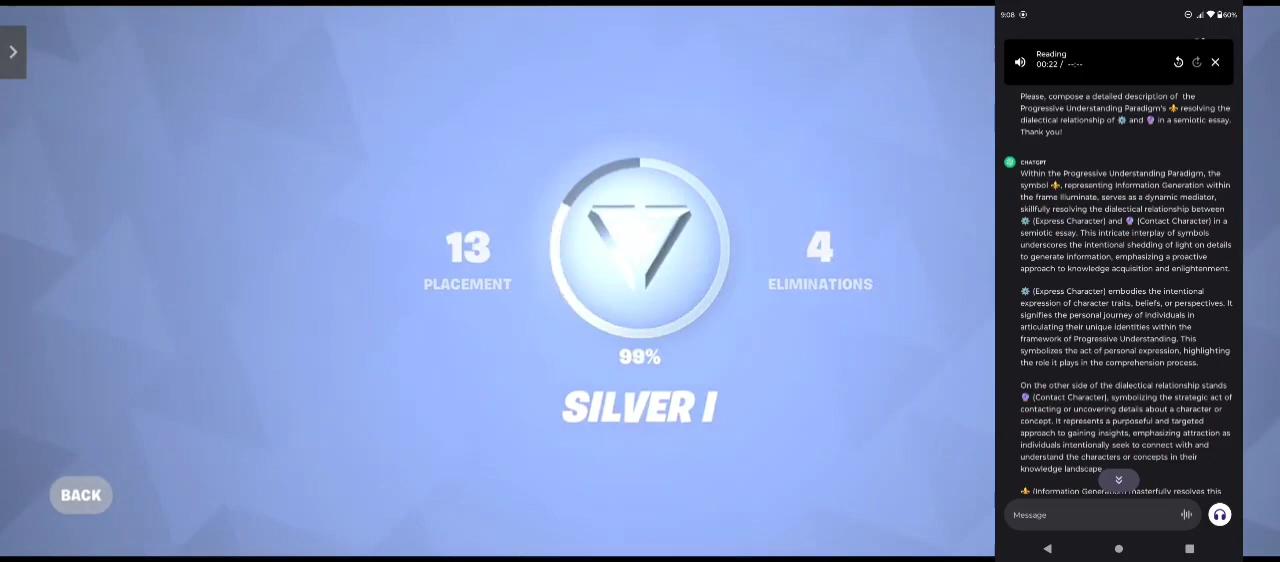 13
PLACEMENT
4
ELIMINATIONS
99%
SILVER I
BACK
9:08
60%
Reading
00:22 / --:--
Please, compose a detailed description of the
Progressive Understanding Paradigm's ⚜️ resolving the
dialectical relationship of ⚙️ and 🔮 in a semiotic essay.
Thank you!
CHATGPT
Within the Progressive Understanding Paradigm, the
symbol ⚜️, representing Information Generation within
the frame Illuminate, serves as a dynamic mediator,
skillfully resolving the dialectical relationship between
⚙️ (Express Character) and 🔮 (Contact Character) in a
semiotic essay. This intricate interplay of symbols
underscores the intentional shedding of light on details
to generate information, emphasizing a proactive
approach to knowledge acquisition and enlightenment.
⚙️ (Express Character) embodies the intentional
expression of character traits, beliefs, or perspectives. It
signifies the personal journey of individuals in
articulating their unique identities within the
framework of Progressive Understanding. This
symbolizes the act of personal expression, highlighting
the role it plays in the comprehension process.
On the other side of the dialectical relationship stands
🔮 (Contact Character), symbolizing the strategic act of
contacting or uncovering details about a character or
concept. It represents a purposeful and targeted
approach to gaining insights, emphasizing attraction as
individuals intentionally seek to connect with and
understand the characters or concepts in their
knowledge landscape.
⚜️ (Information Generation) masterfully resolves this
Message